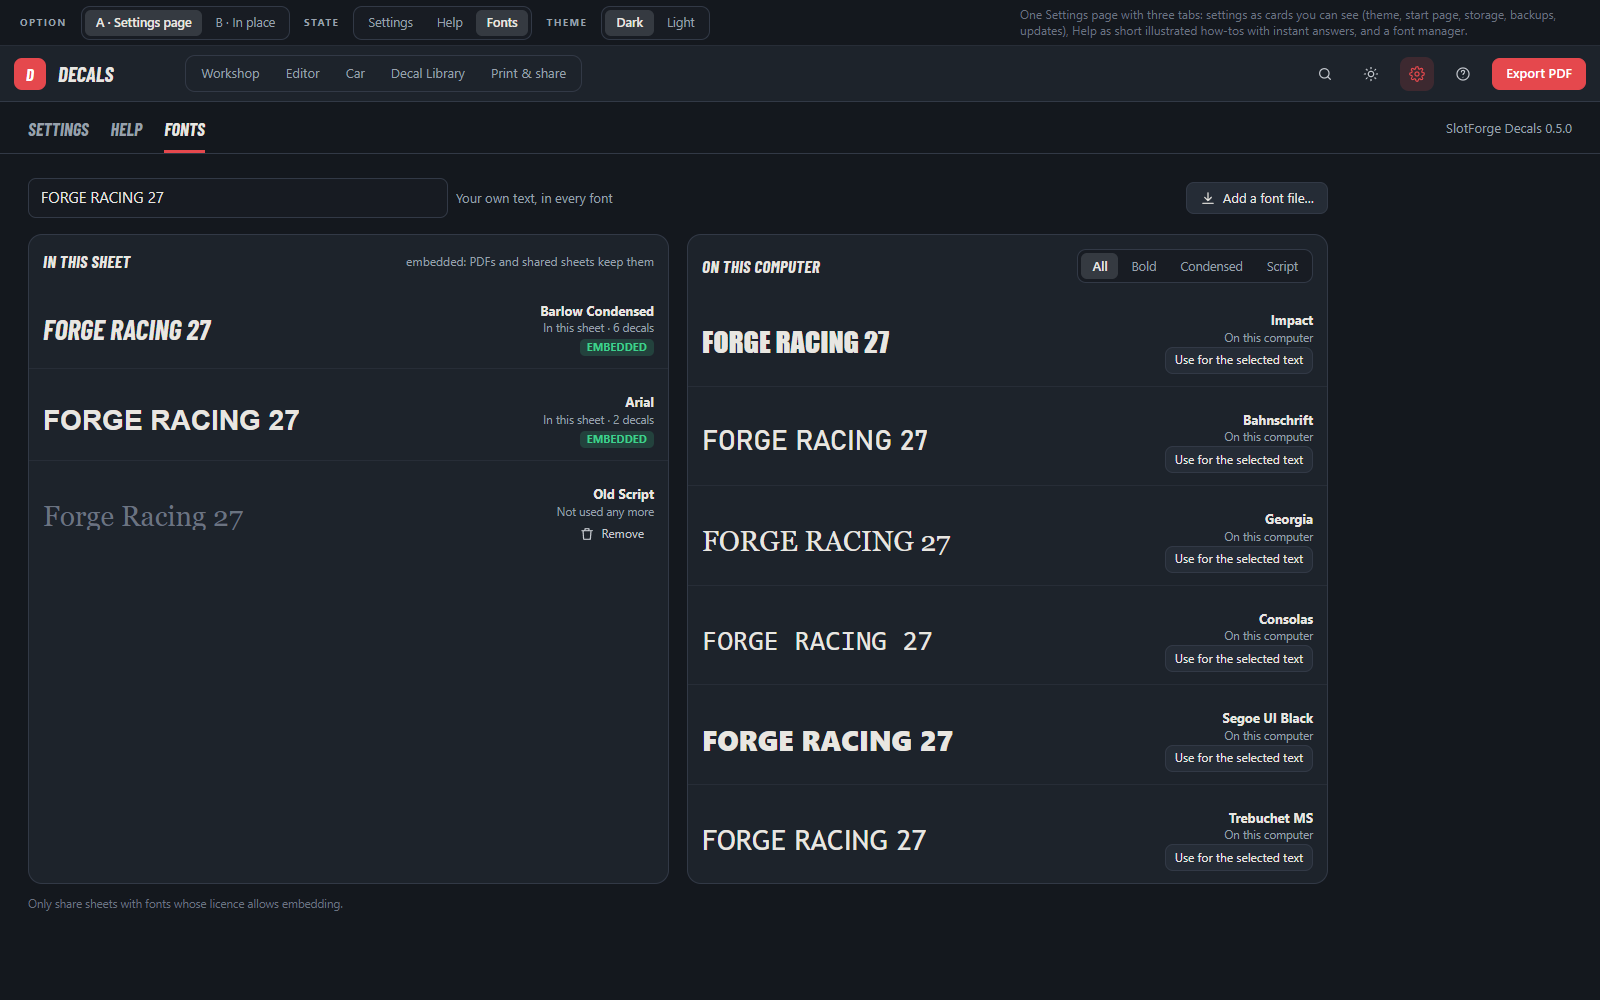 OPTION A · Settings page B · In place STATE Settings Help Fonts THEME Dark Light
One Settings page with three tabs: settings as cards you can see (theme, start page, storage, backups,
updates), Help as short illustrated how-tos with instant answers, and a font manager.
D DECALS Workshop Editor Car Decal Library Print & share Export PDF
SETTINGS HELP FONTS SlotForge Decals 0.5.0
FORGE RACING 27 Your own text, in every font Add a font file...
IN THIS SHEET embedded: PDFs and shared sheets keep them
FORGE RACING 27
Barlow Condensed
In this sheet · 6 decals
EMBEDDED
FORGE RACING 27
Arial
In this sheet · 2 decals
EMBEDDED
Forge Racing 27
Old Script
Not used any more
Remove
ON THIS COMPUTER All Bold Condensed Script
FORGE RACING 27
Impact
On this computer
Use for the selected text
FORGE RACING 27
Bahnschrift
On this computer
Use for the selected text
FORGE RACING 27
Georgia
On this computer
Use for the selected text
FORGE RACING 27
Consolas
On this computer
Use for the selected text
FORGE RACING 27
Segoe UI Black
On this computer
Use for the selected text
FORGE RACING 27
Trebuchet MS
On this computer
Use for the selected text
Only share sheets with fonts whose licence allows embedding.